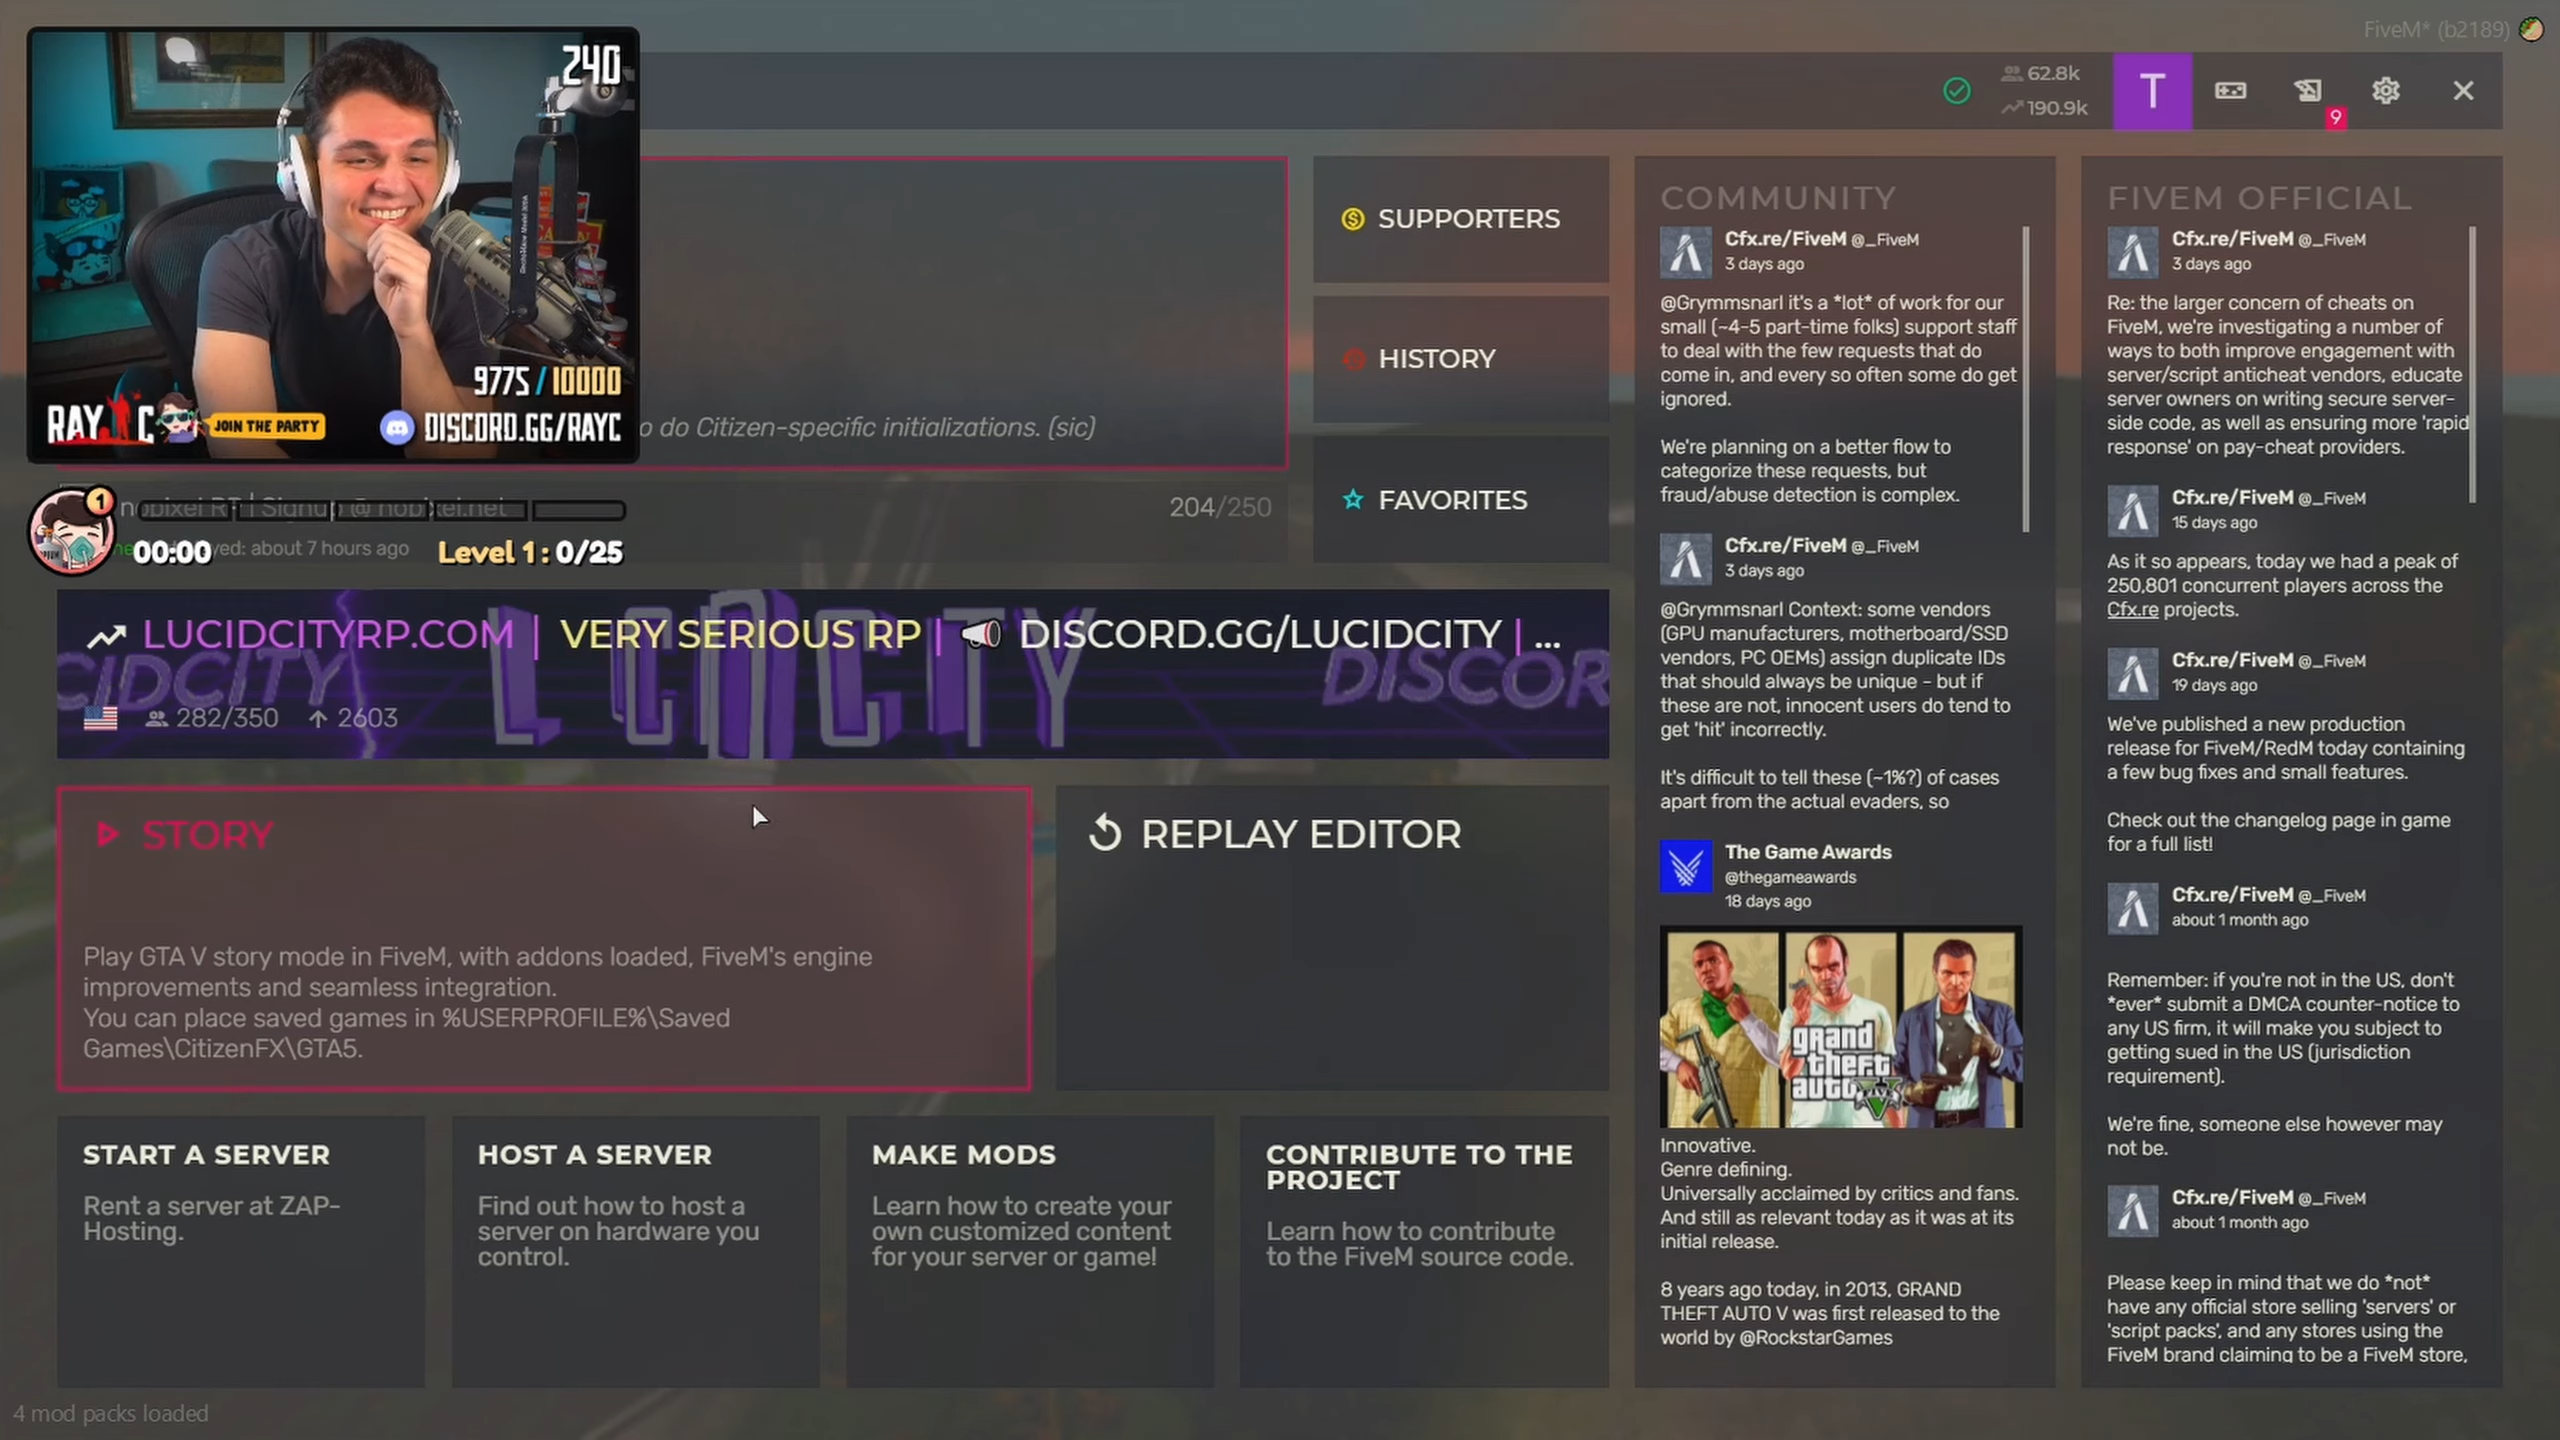 FiveM* (b2189)
240
62.8k
190.9k
T
9
9775 / 10000
RAY C
JOIN THE PARTY
DISCORD.GG/RAYC
o do Citizen-specific initializations. (sic)
nopixel RP | Signup @ nopixel.net
204/250
1
00:00
yed: about 7 hours ago
Level 1 : 0/25
SUPPORTERS
HISTORY
FAVORITES
LUCIDCITYRP.COM | VERY SERIOUS RP | DISCORD.GG/LUCIDCITY | ...
CIDCITY
DISCOR
282/350
2603
STORY
Play GTA V story mode in FiveM, with addons loaded, FiveM's engine
improvements and seamless integration.
You can place saved games in %USERPROFILE%\Saved
Games\CitizenFX\GTA5.
REPLAY EDITOR
START A SERVER
Rent a server at ZAP-
Hosting.
HOST A SERVER
Find out how to host a
server on hardware you
control.
MAKE MODS
Learn how to create your
own customized content
for your server or game!
CONTRIBUTE TO THE
PROJECT
Learn how to contribute
to the FiveM source code.
4 mod packs loaded
COMMUNITY
Cfx.re/FiveM @_FiveM
3 days ago
@Grymmsnarl it's a *lot* of work for our
small (~4-5 part-time folks) support staff
to deal with the few requests that do
come in, and every so often some do get
ignored.
We're planning on a better flow to
categorize these requests, but
fraud/abuse detection is complex.
Cfx.re/FiveM @_FiveM
3 days ago
@Grymmsnarl Context: some vendors
(GPU manufacturers, motherboard/SSD
vendors, PC OEMs) assign duplicate IDs
that should always be unique - but if
these are not, innocent users do tend to
get 'hit' incorrectly.
It's difficult to tell these (~1%?) of cases
apart from the actual evaders, so
The Game Awards
@thegameawards
18 days ago
grand
theft
auto
FIVE
Innovative.
Genre defining.
Universally acclaimed by critics and fans.
And still as relevant today as it was at its
initial release.
8 years ago today, in 2013, GRAND
THEFT AUTO V was first released to the
world by @RockstarGames
FIVEM OFFICIAL
Cfx.re/FiveM @_FiveM
3 days ago
Re: the larger concern of cheats on
FiveM, we're investigating a number of
ways to both improve engagement with
server/script anticheat vendors, educate
server owners on writing secure server-
side code, as well as ensuring more 'rapid
response' on pay-cheat providers.
Cfx.re/FiveM @_FiveM
15 days ago
As it so appears, today we had a peak of
250,801 concurrent players across the
Cfx.re projects.
Cfx.re/FiveM @_FiveM
19 days ago
We've published a new production
release for FiveM/RedM today containing
a few bug fixes and small features.
Check out the changelog page in game
for a full list!
Cfx.re/FiveM @_FiveM
about 1 month ago
Remember: if you're not in the US, don't
*ever* submit a DMCA counter-notice to
any US firm, it will make you subject to
getting sued in the US (jurisdiction
requirement).
We're fine, someone else however may
not be.
Cfx.re/FiveM @_FiveM
about 1 month ago
Please keep in mind that we do *not*
have any official store selling 'servers' or
'script packs', and any stores using the
FiveM brand claiming to be a FiveM store,